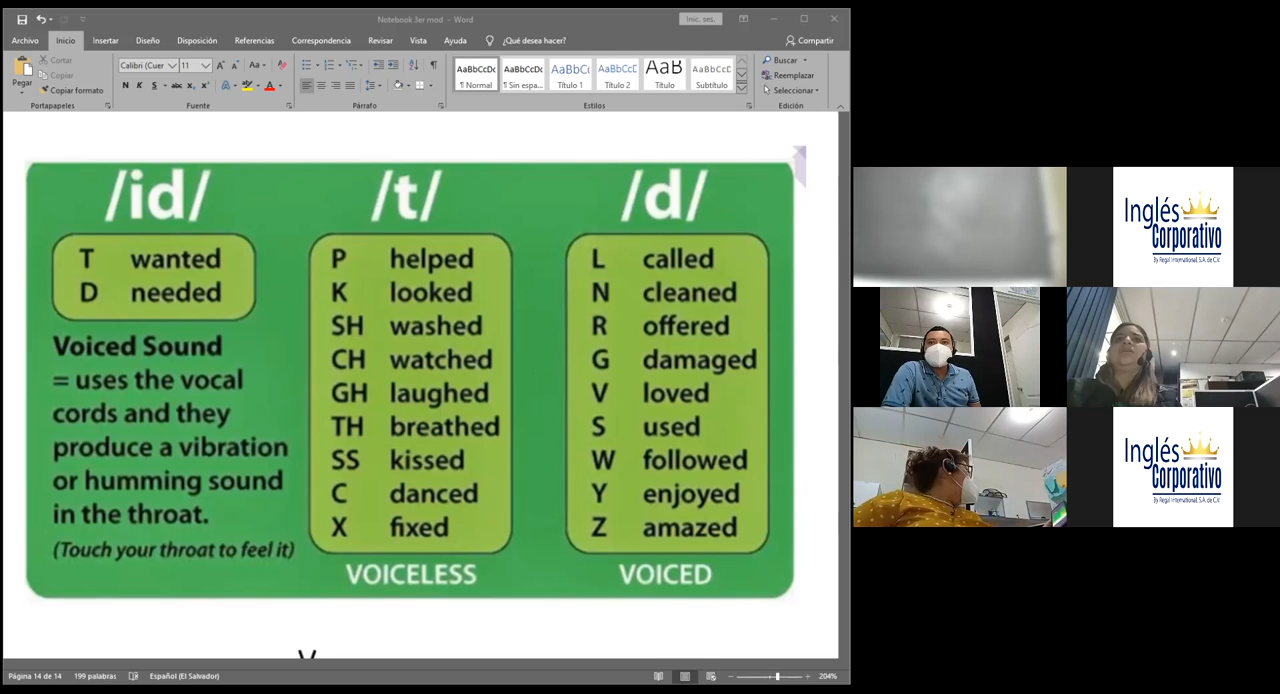 Notebook 3er mod - Word
Inic. ses.
Archivo Inicio Insertar Diseño Disposición Referencias Correspondencia Revisar Vista Ayuda ¿Qué desea hacer? Compartir
Pegar
Cortar
Copiar
Copiar formato
Portapapeles
Calibri (Cuer 11
N K S abc x₂ x²
Fuente
Párrafo
AaBbCcDc AaBbCcDc AaBbCc AaBbCcD AaB AaBbCcD
¶ Normal ¶ Sin espa... Título 1 Título 2 Título Subtítulo
Estilos
Buscar
Reemplazar
Seleccionar
Edición
/id/
T wanted
D needed
Voiced Sound
= uses the vocal
cords and they
produce a vibration
or humming sound
in the throat.
(Touch your throat to feel it)
/t/
P helped
K looked
SH washed
CH watched
GH laughed
TH breathed
SS kissed
C danced
X fixed
VOICELESS
/d/
L called
N cleaned
R offered
G damaged
V loved
S used
W followed
Y enjoyed
Z amazed
VOICED
Página 14 de 14 199 palabras Español (El Salvador) 204%
Inglés
Corporativo
By Regal International, S.A. de C.V.
Inglés
Corporativo
By Regal International, S.A. de C.V.